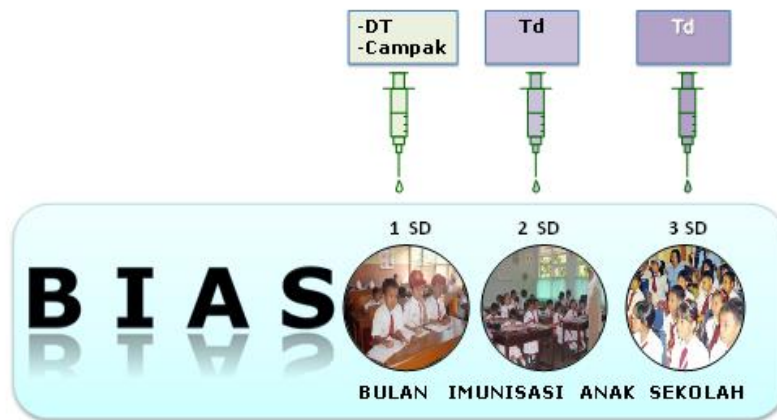 -DT
-Campak
Td
Td
1 SD
2 SD
3 SD
BIAS
BULAN IMUNISASI ANAK SEKOLAH